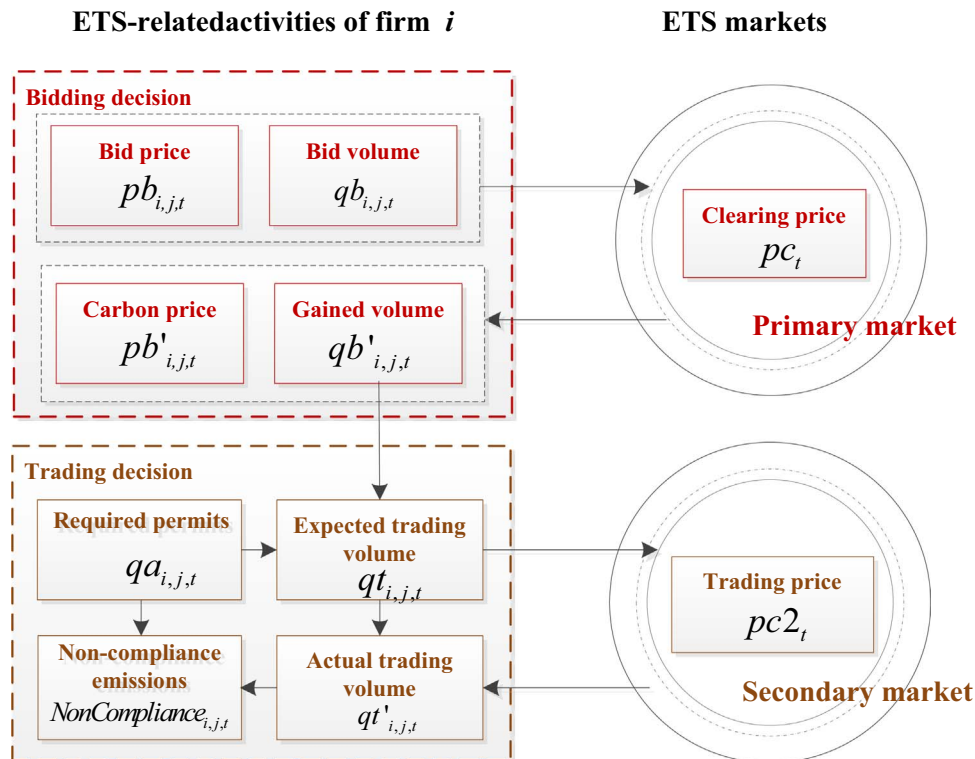 ETS-relatedactivities of firm i
ETS markets
Bidding decision
Bid price
pb_{i,j,t}
Bid volume
qb_{i,j,t}
Clearing price
pc_t
Carbon price
pb'_{i,j,t}
Gained volume
qb'_{i,j,t}
Primary market
Trading decision
Required permits
qa_{i,j,t}
Expected trading
volume
qt_{i,j,t}
Trading price
pc2_t
Non-compliance
emissions
NonCompliance_{i,j,t}
Actual trading
volume
qt'_{i,j,t}
Secondary market